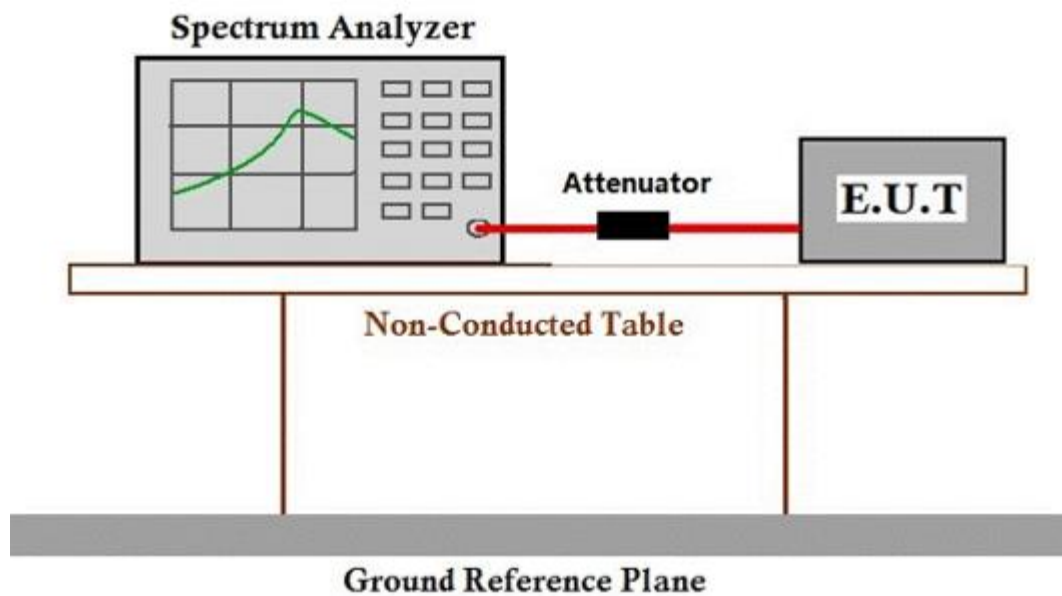 Spectrum Analyzer
Attenuator
E.U.T
Non-Conducted Table
Ground Reference Plane